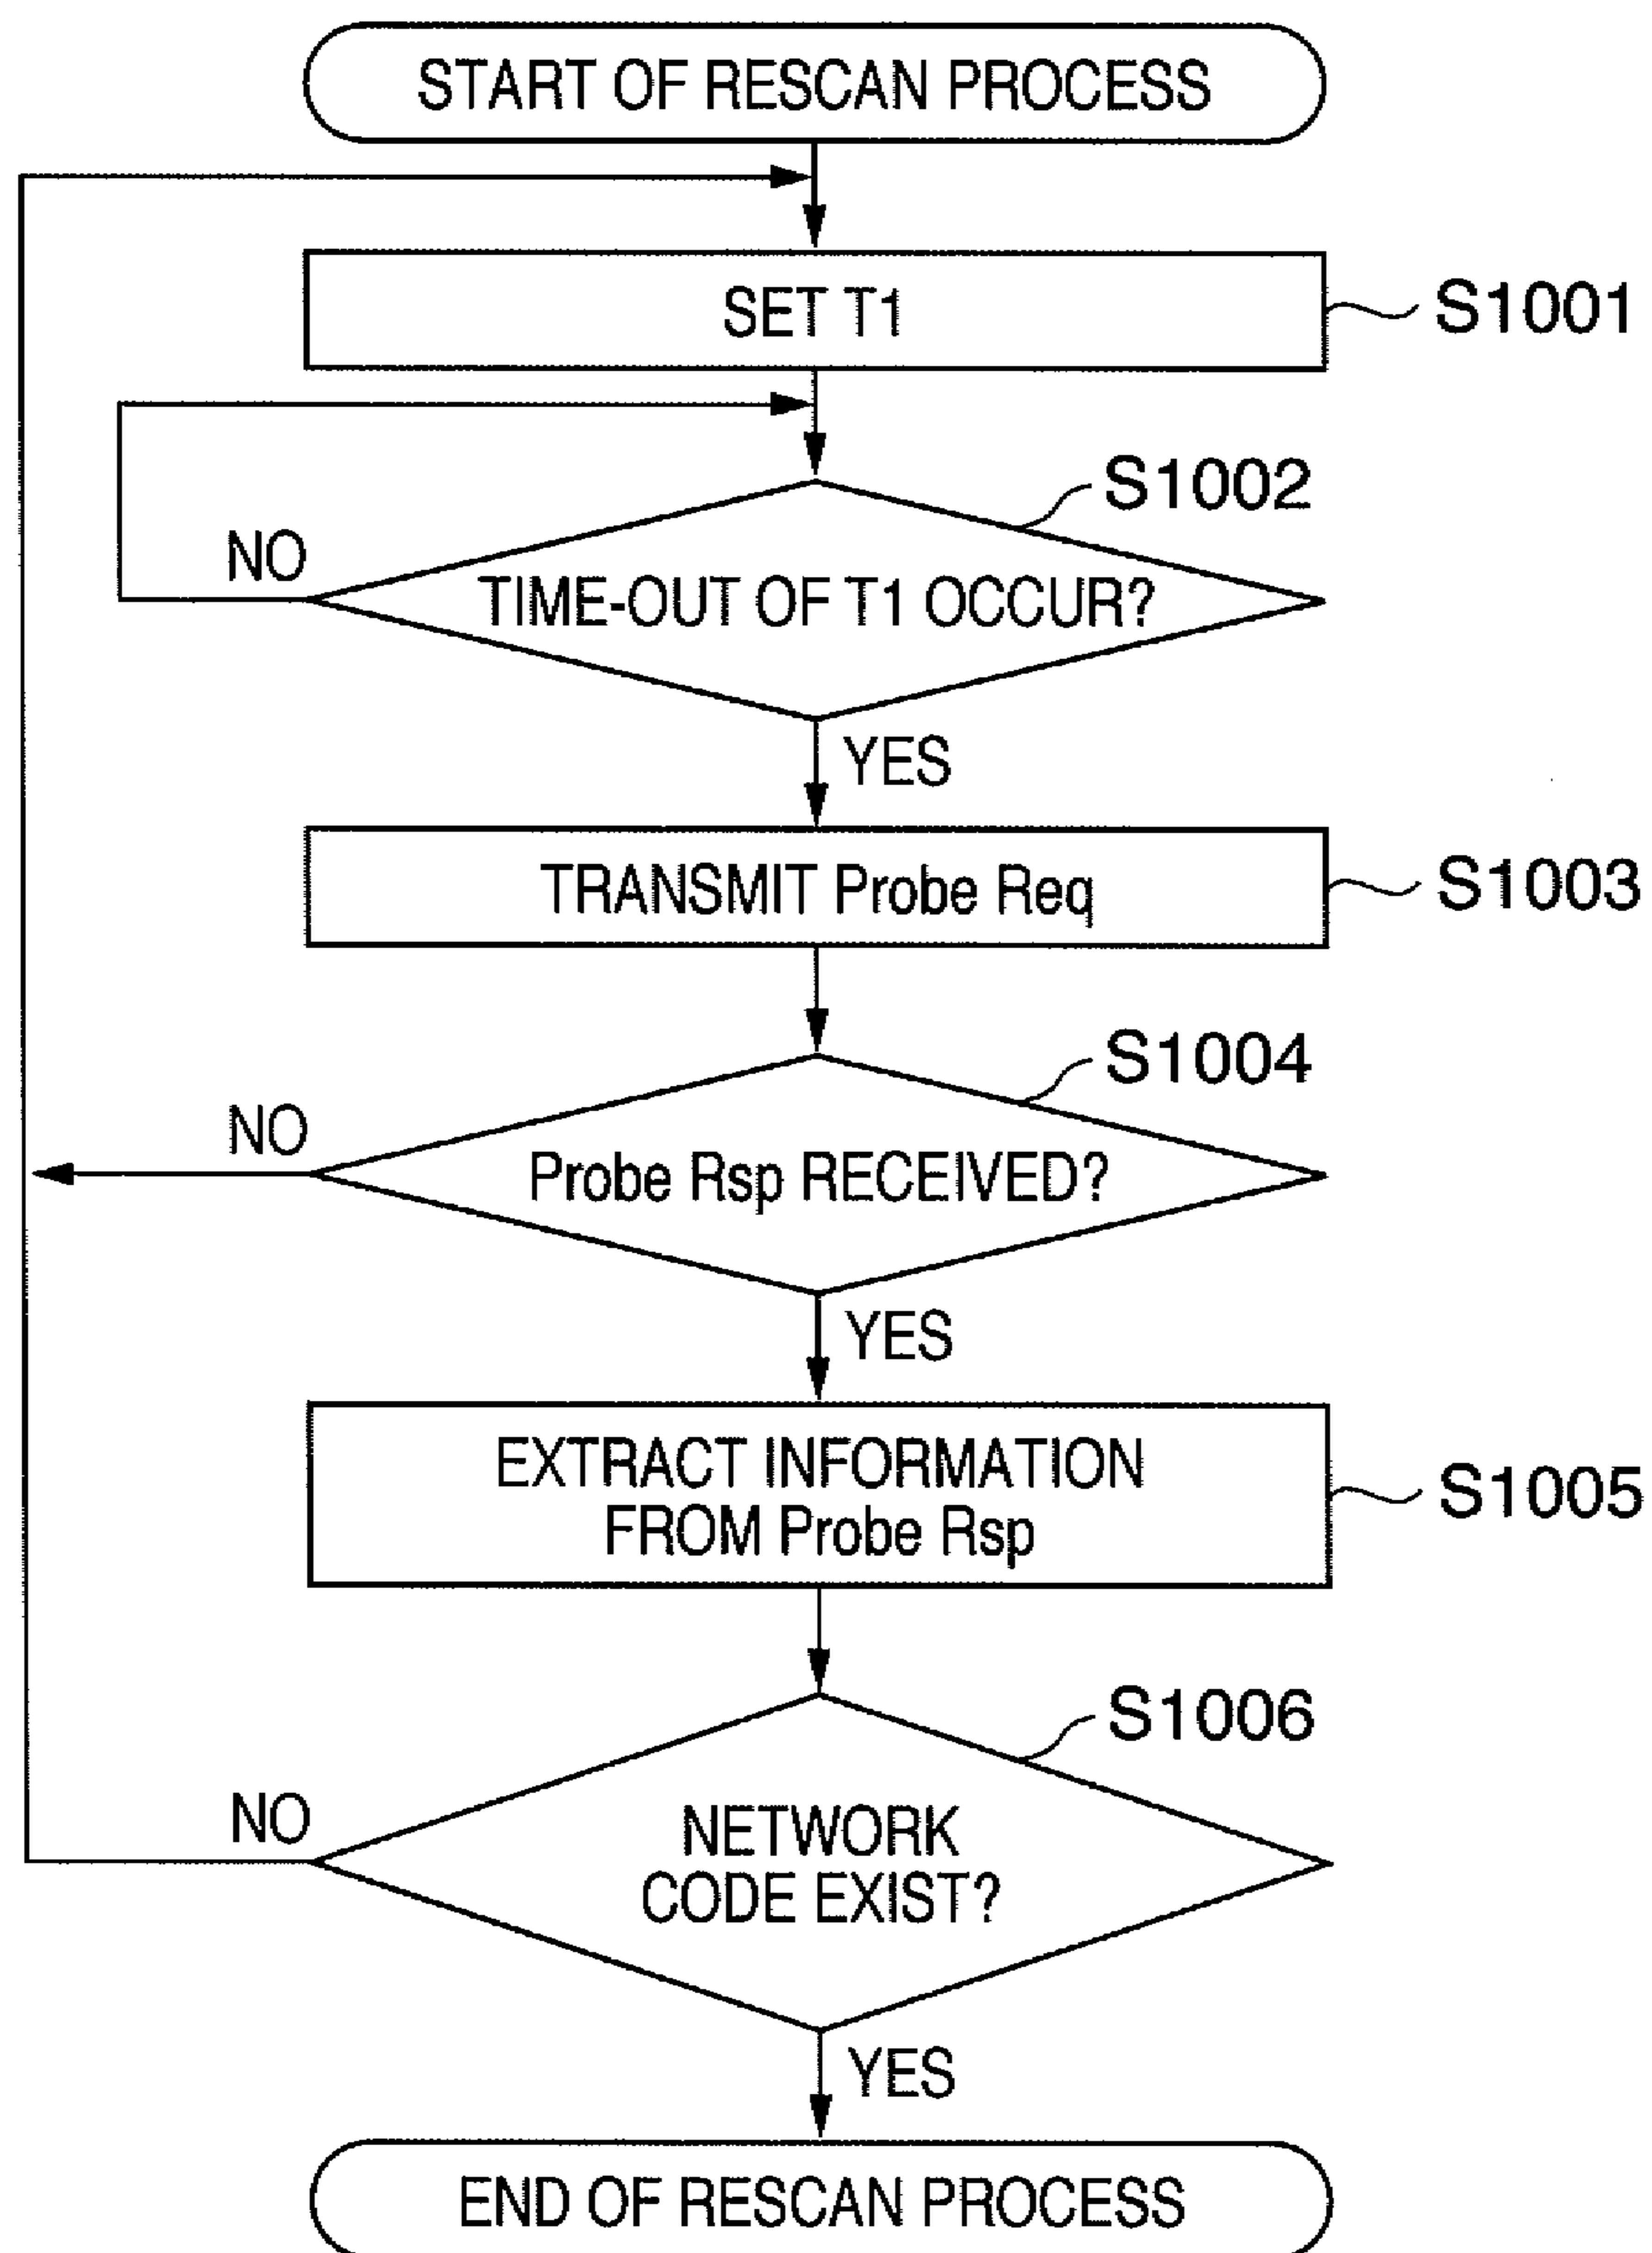 START OF RESCAN PROCESS
SET T1
S1001
S1002
NO
TIME-OUT OF T1 OCCUR?
YES
TRANSMIT Probe Req
S1003
S1004
NO
Probe Rsp RECEIVED?
YES
EXTRACT INFORMATION
FROM Probe Rsp
S1005
S1006
NO
NETWORK
CODE EXIST?
YES
END OF RESCAN PROCESS